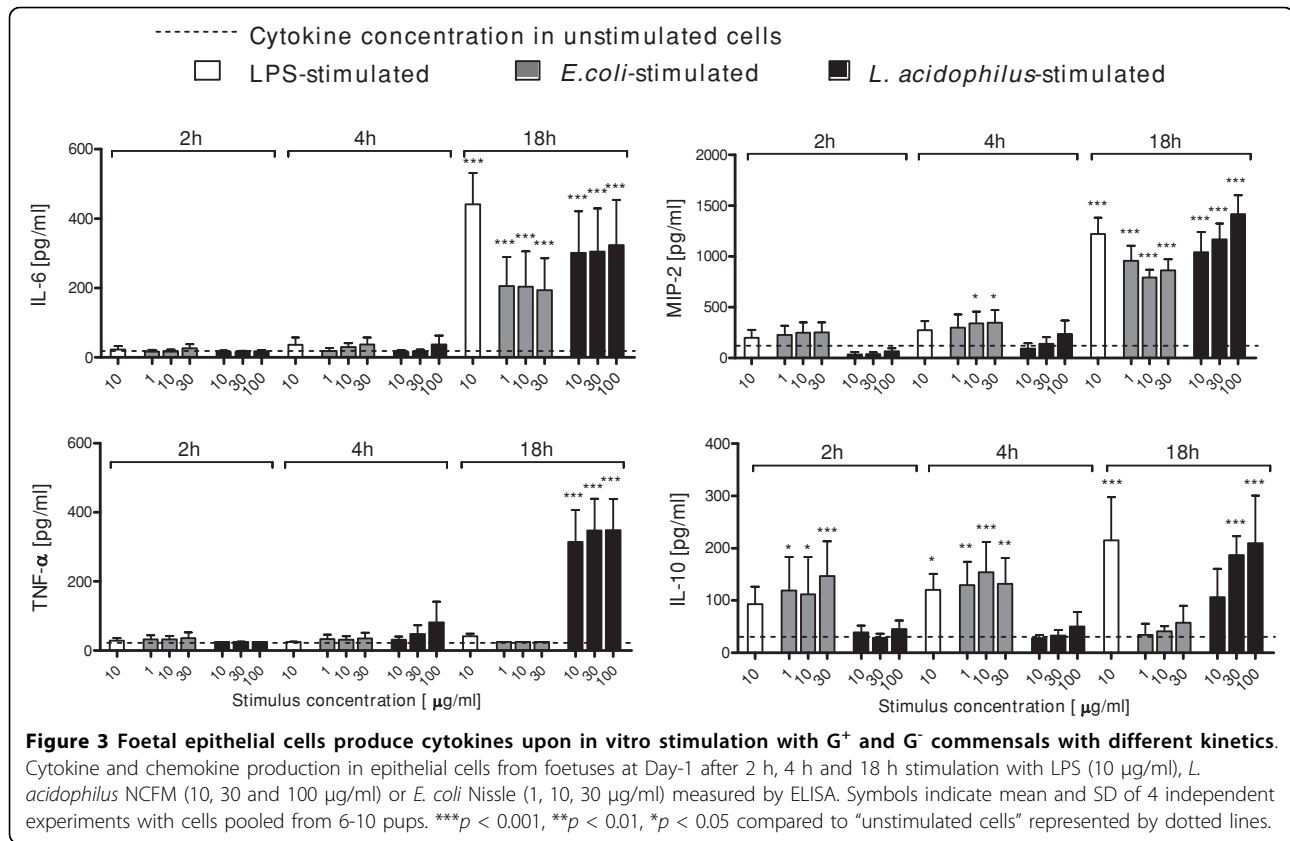 Cytokine concentration in unstimulated cells
LPS-stimulated E.coli-stimulated L. acidophilus-stimulated
2h 4h 18h
IL-6 [pg/ml]
600
400
200
0
*** *** *** *** *** *** ***
10 1 10 30 10 30 100 10 1 10 30 10 30 100 10 1 10 30 10 30 100
2h 4h 18h
MIP-2 [pg/ml]
2000
1500
1000
500
0
* * *** *** *** *** *** *** ***
10 1 10 30 10 30 100 10 1 10 30 10 30 100 10 1 10 30 10 30 100
2h 4h 18h
TNF-α [pg/ml]
600
400
200
0
*** *** ***
10 1 10 30 10 30 100 10 1 10 30 10 30 100 10 1 10 30 10 30 100
Stimulus concentration [ µg/ml]
2h 4h 18h
IL-10 [pg/ml]
400
300
200
100
0
* * *** * ** *** ** *** *** ***
10 1 10 30 10 30 100 10 1 10 30 10 30 100 10 1 10 30 10 30 100
Stimulus concentration [ µg/ml]
Figure 3 Foetal epithelial cells produce cytokines upon in vitro stimulation with G⁺ and G⁻ commensals with different kinetics.
Cytokine and chemokine production in epithelial cells from foetuses at Day-1 after 2 h, 4 h and 18 h stimulation with LPS (10 µg/ml), L.
acidophilus NCFM (10, 30 and 100 µg/ml) or E. coli Nissle (1, 10, 30 µg/ml) measured by ELISA. Symbols indicate mean and SD of 4 independent
experiments with cells pooled from 6-10 pups. ***p < 0.001, **p < 0.01, *p < 0.05 compared to "unstimulated cells" represented by dotted lines.